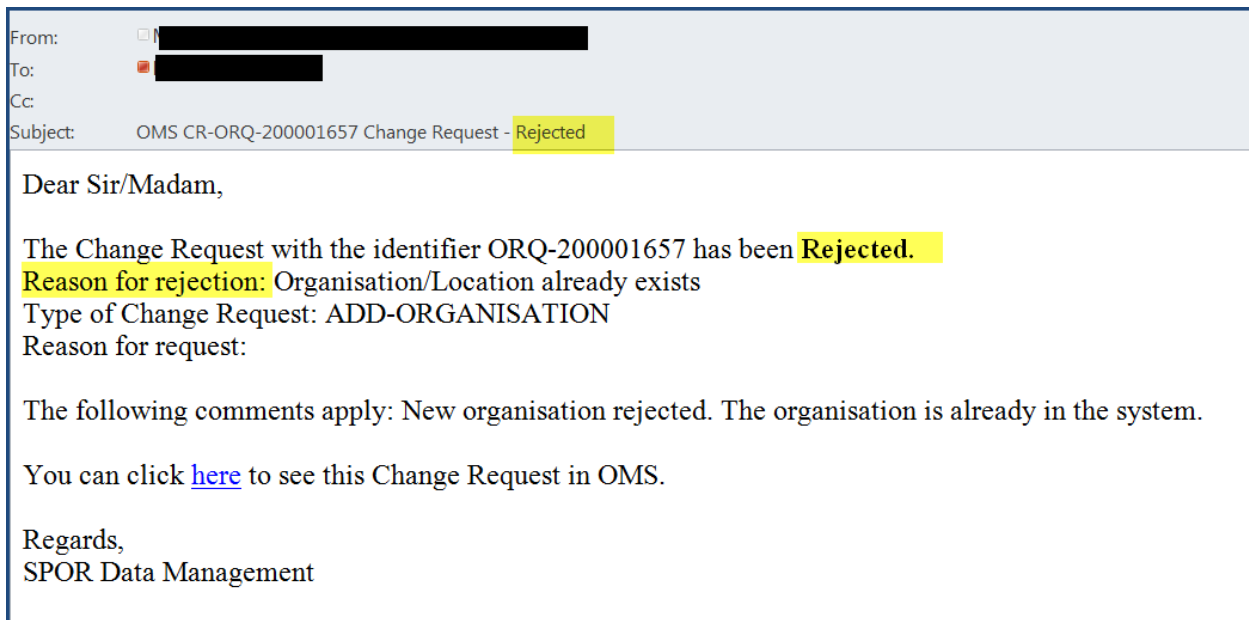 From:
To:
Cc:
Subject: OMS CR-ORQ-200001657 Change Request - Rejected
Dear Sir/Madam,
The Change Request with the identifier ORQ-200001657 has been Rejected.
Reason for rejection: Organisation/Location already exists
Type of Change Request: ADD-ORGANISATION
Reason for request:
The following comments apply: New organisation rejected. The organisation is already in the system.
You can click here to see this Change Request in OMS.
Regards,
SPOR Data Management